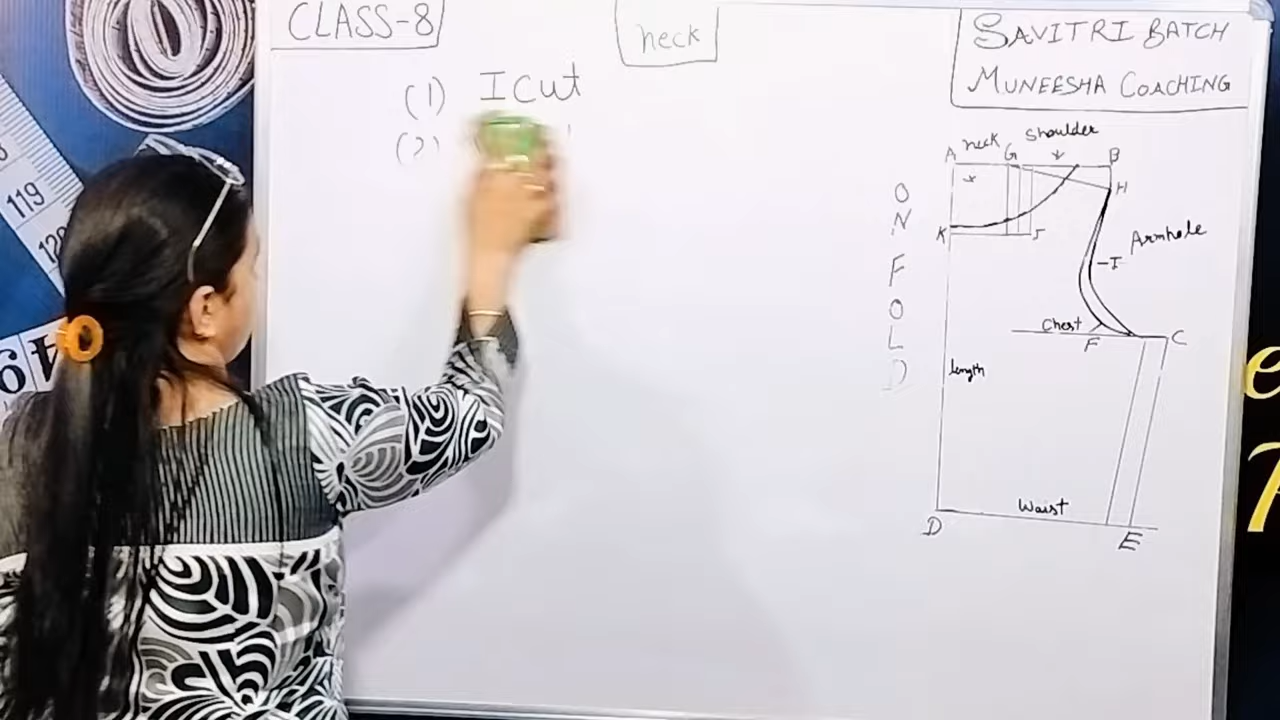 CLASS-8
neck
SAVITRI BATCH
MUNEESHA COACHING
(1) I Cut
(2)
neck
shoulder
A
G
B
H
K
J
I
Armhole
ON FOLD
chest
F
C
length
Waist
D
E
119